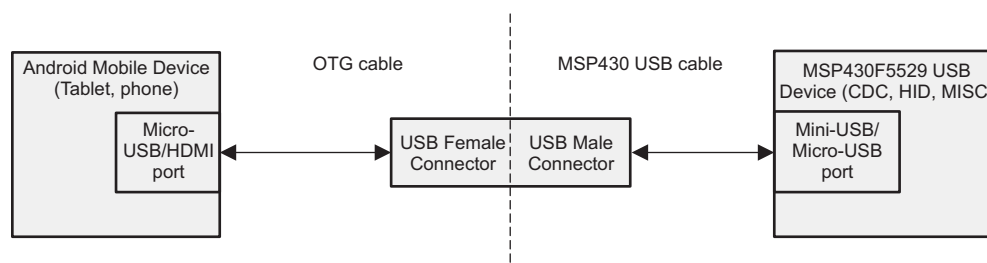 Android Mobile Device
(Tablet, phone)
Micro-
USB/HDMI
port
OTG cable
USB Female
Connector
MSP430 USB cable
USB Male
Connector
MSP430F5529 USB
Device (CDC, HID, MISC
Mini-USB/
Micro-USB
port